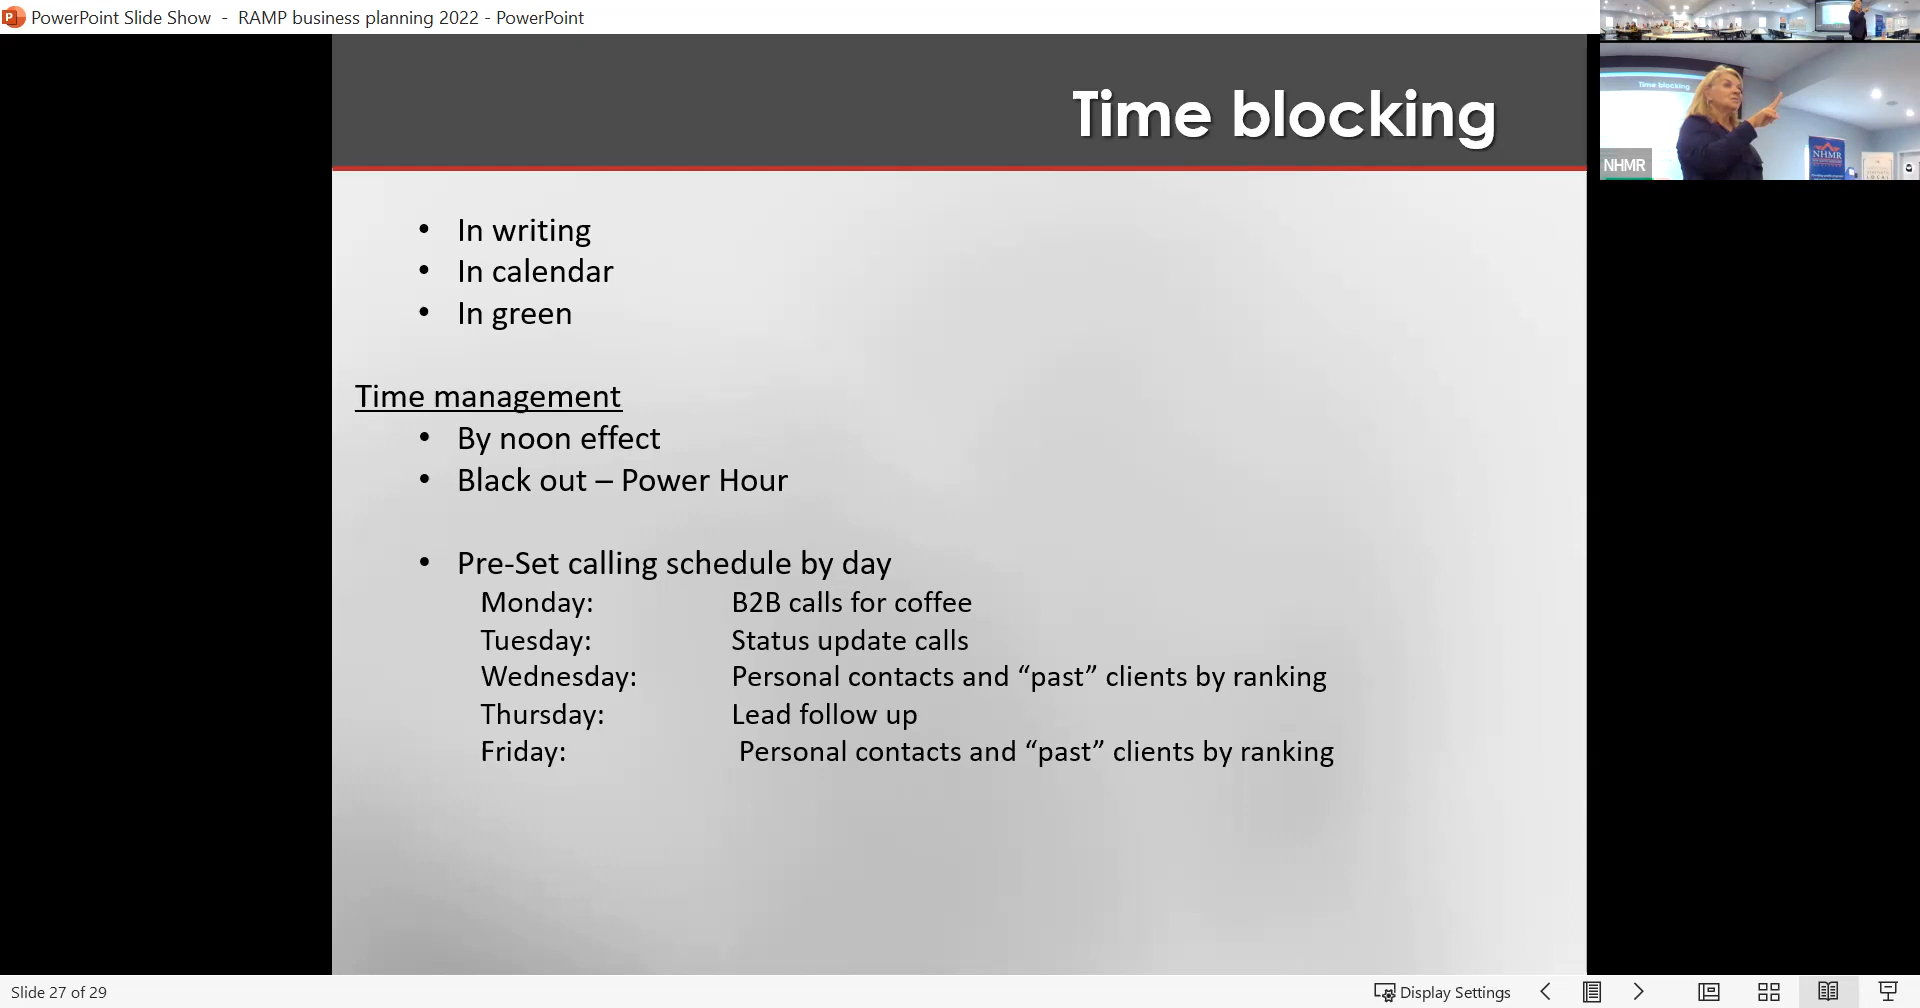 PowerPoint Slide Show - RAMP business planning 2022 - PowerPoint
Time blocking
Time blocking
NHMR
NHMR
• In writing
• In calendar
• In green
Time management
• By noon effect
• Black out – Power Hour
• Pre-Set calling schedule by day
Monday: B2B calls for coffee
Tuesday: Status update calls
Wednesday: Personal contacts and “past” clients by ranking
Thursday: Lead follow up
Friday: Personal contacts and “past” clients by ranking
Slide 27 of 29
Display Settings